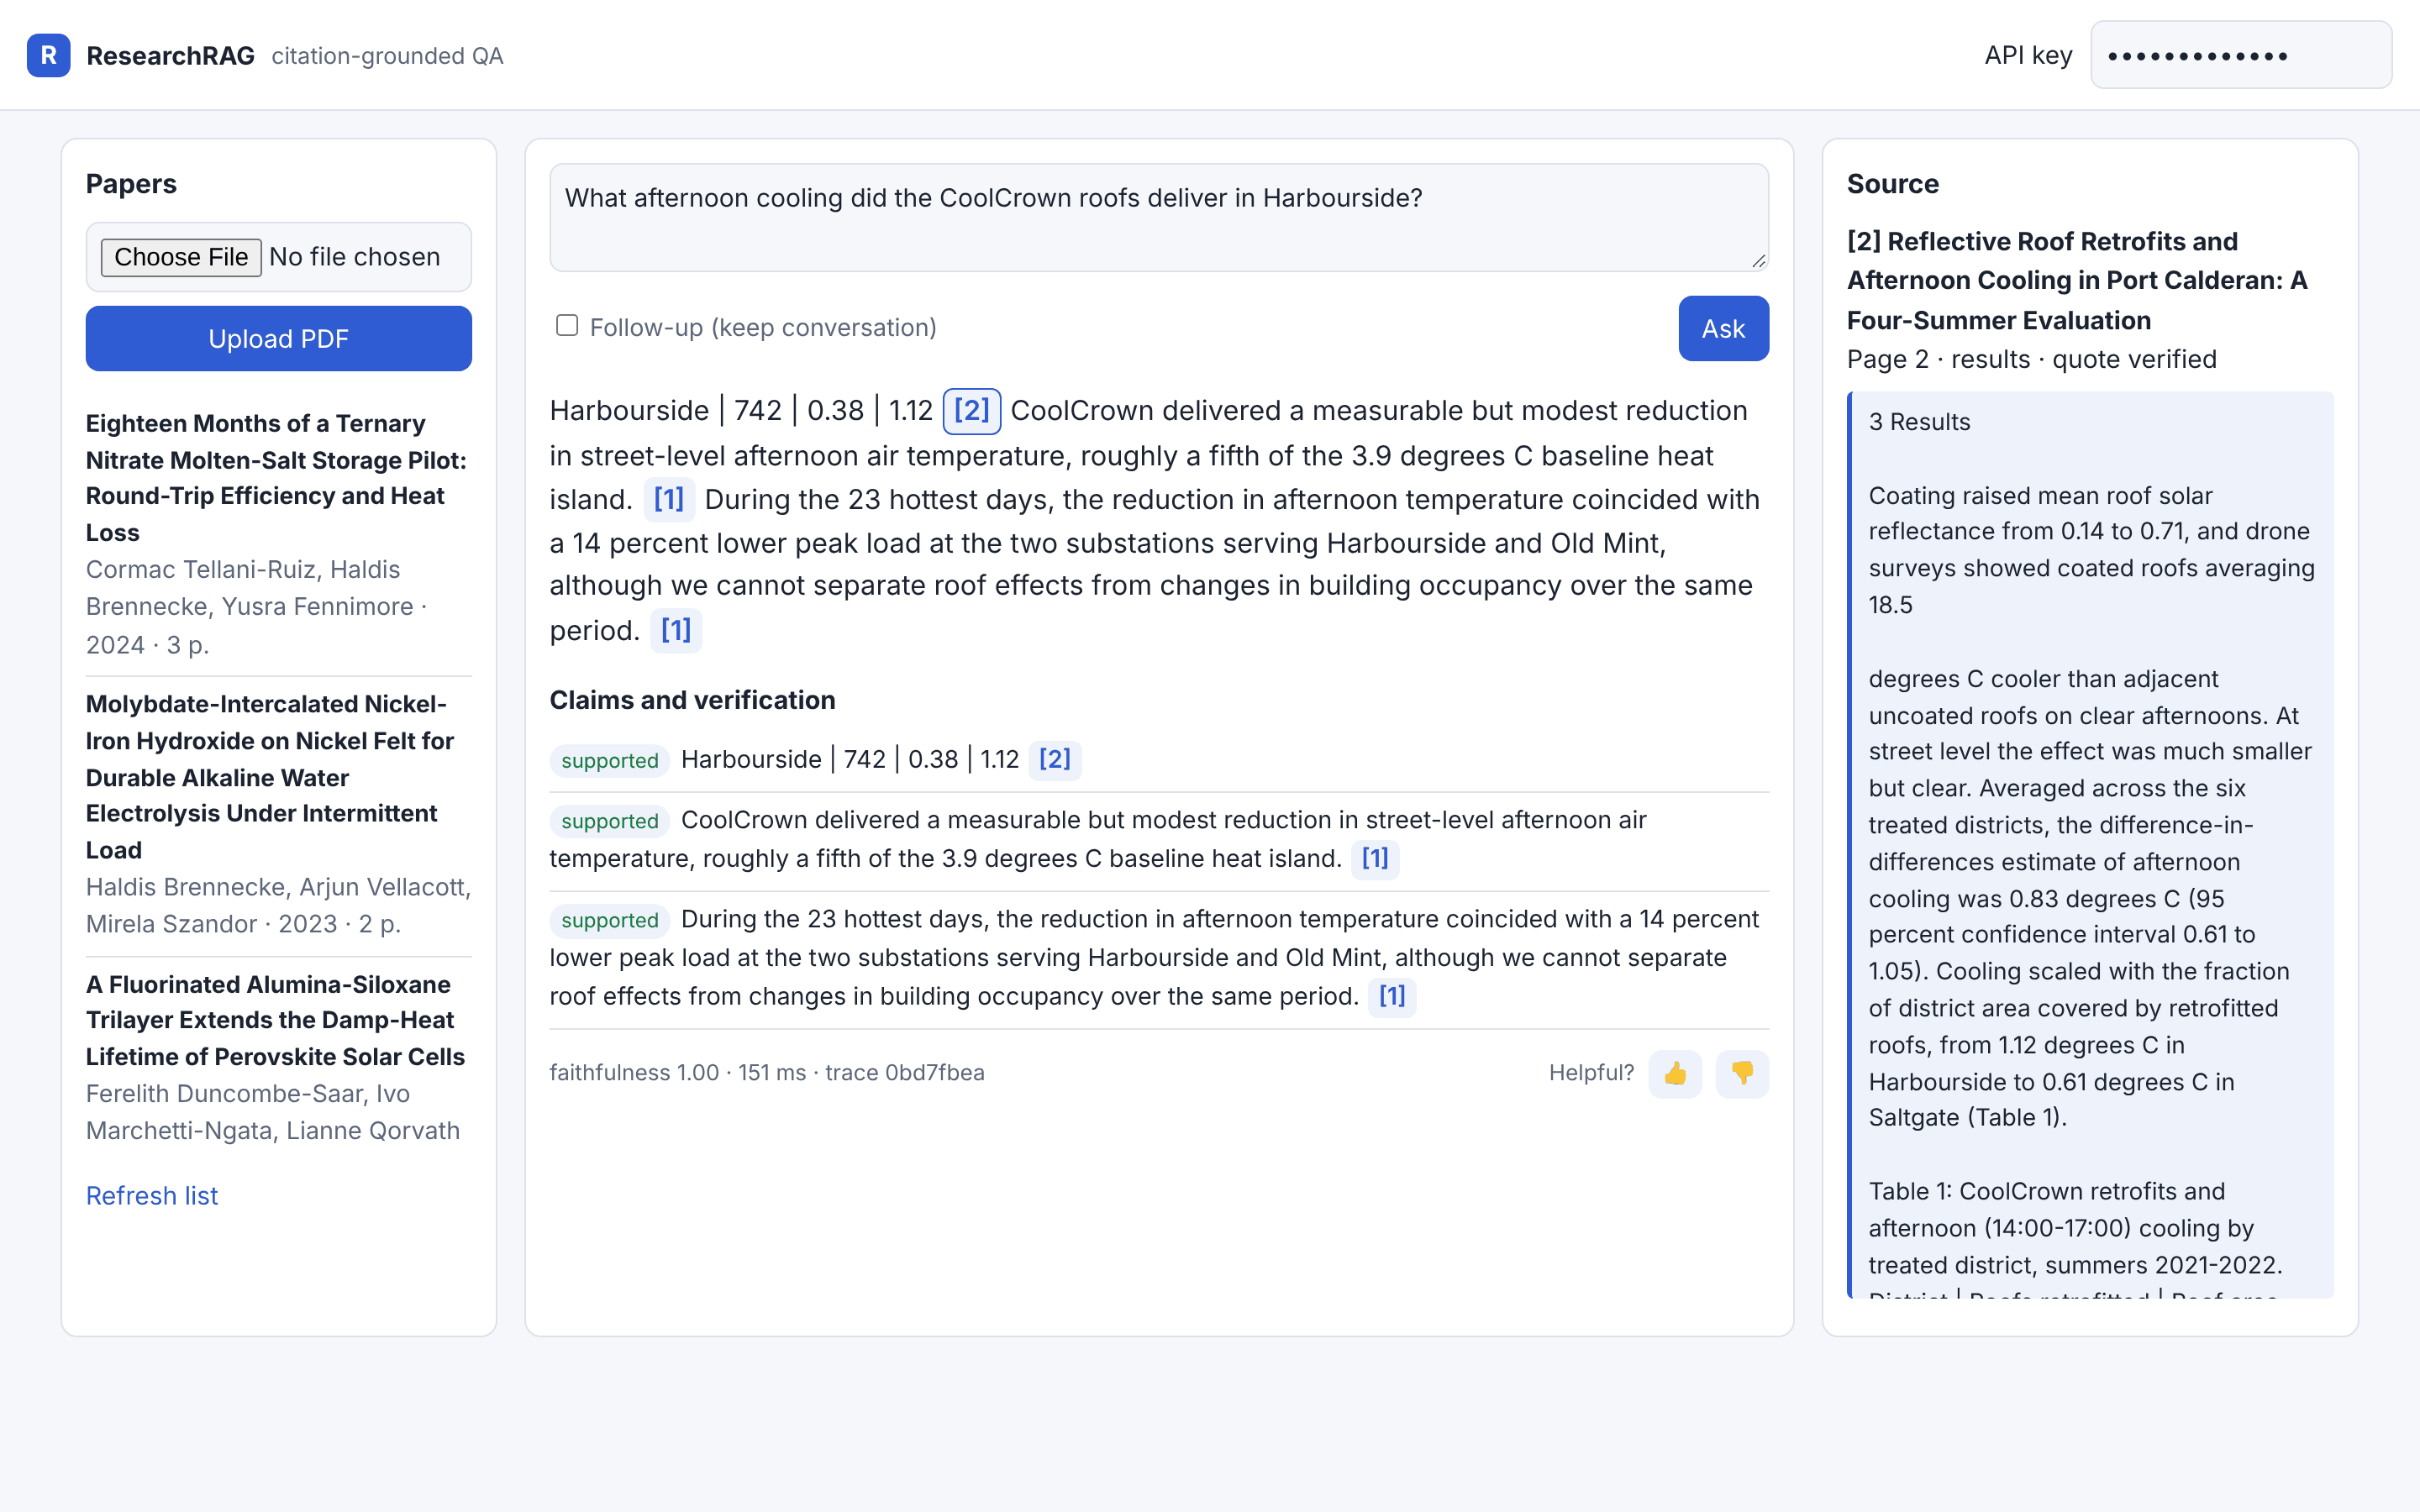 R ResearchRAG citation-grounded QA
API key •••••••••••••
Papers
Choose File No file chosen
Upload PDF
Eighteen Months of a Ternary
Nitrate Molten-Salt Storage Pilot:
Round-Trip Efficiency and Heat
Loss
Cormac Tellani-Ruiz, Haldis
Brennecke, Yusra Fennimore ·
2024 · 3 p.
Molybdate-Intercalated Nickel-
Iron Hydroxide on Nickel Felt for
Durable Alkaline Water
Electrolysis Under Intermittent
Load
Haldis Brennecke, Arjun Vellacott,
Mirela Szandor · 2023 · 2 p.
A Fluorinated Alumina-Siloxane
Trilayer Extends the Damp-Heat
Lifetime of Perovskite Solar Cells
Ferelith Duncombe-Saar, Ivo
Marchetti-Ngata, Lianne Qorvath
Refresh list
What afternoon cooling did the CoolCrown roofs deliver in Harbourside?
Follow-up (keep conversation)
Ask
Harbourside | 742 | 0.38 | 1.12 [2] CoolCrown delivered a measurable but modest reduction
in street-level afternoon air temperature, roughly a fifth of the 3.9 degrees C baseline heat
island. [1] During the 23 hottest days, the reduction in afternoon temperature coincided with
a 14 percent lower peak load at the two substations serving Harbourside and Old Mint,
although we cannot separate roof effects from changes in building occupancy over the same
period. [1]
Claims and verification
supported Harbourside | 742 | 0.38 | 1.12 [2]
supported CoolCrown delivered a measurable but modest reduction in street-level afternoon air
temperature, roughly a fifth of the 3.9 degrees C baseline heat island. [1]
supported During the 23 hottest days, the reduction in afternoon temperature coincided with a 14 percent
lower peak load at the two substations serving Harbourside and Old Mint, although we cannot separate
roof effects from changes in building occupancy over the same period. [1]
faithfulness 1.00 · 151 ms · trace 0bd7fbea
Helpful? 👍 👎
Source
[2] Reflective Roof Retrofits and
Afternoon Cooling in Port Calderan: A
Four-Summer Evaluation
Page 2 · results · quote verified
3 Results
Coating raised mean roof solar
reflectance from 0.14 to 0.71, and drone
surveys showed coated roofs averaging
18.5
degrees C cooler than adjacent
uncoated roofs on clear afternoons. At
street level the effect was much smaller
but clear. Averaged across the six
treated districts, the difference-in-
differences estimate of afternoon
cooling was 0.83 degrees C (95
percent confidence interval 0.61 to
1.05). Cooling scaled with the fraction
of district area covered by retrofitted
roofs, from 1.12 degrees C in
Harbourside to 0.61 degrees C in
Saltgate (Table 1).
Table 1: CoolCrown retrofits and
afternoon (14:00-17:00) cooling by
treated district, summers 2021-2022.
District | Roofs retrofitted | Roof area